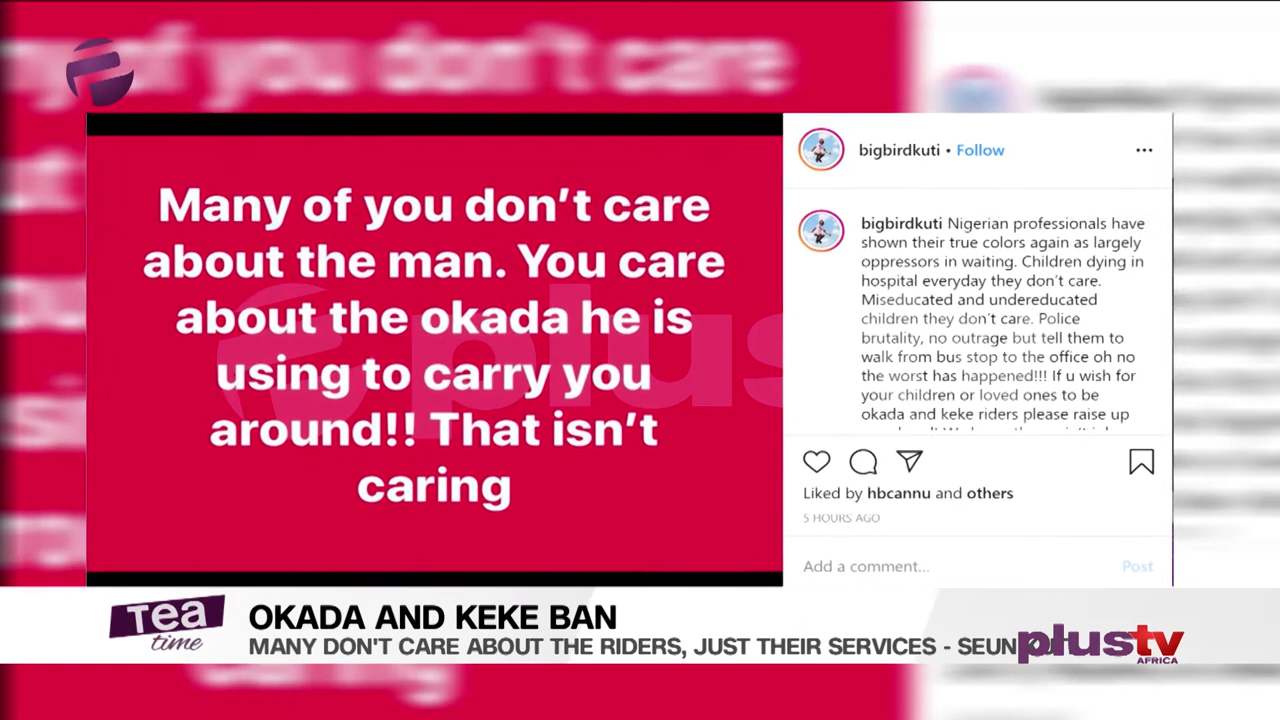 Many of you don't care
about the man. You care
about the okada he is
using to carry you
around!! That isn't
caring
bigbirdkuti • Follow
bigbirdkuti Nigerian professionals have
shown their true colors again as largely
oppressors in waiting. Children dying in
hospital everyday they don't care.
Miseducated and undereducated
children they don't care. Police
brutality, no outrage but tell them to
walk from bus stop to the office oh no
the worst has happened!!! If u wish for
your children or loved ones to be
okada and keke riders please raise up
Liked by hbcannu and others
5 HOURS AGO
Add a comment...
Post
Tea
time
OKADA AND KEKE BAN
MANY DON'T CARE ABOUT THE RIDERS, JUST THEIR SERVICES - SEUN
plustv
AFRICA
plus